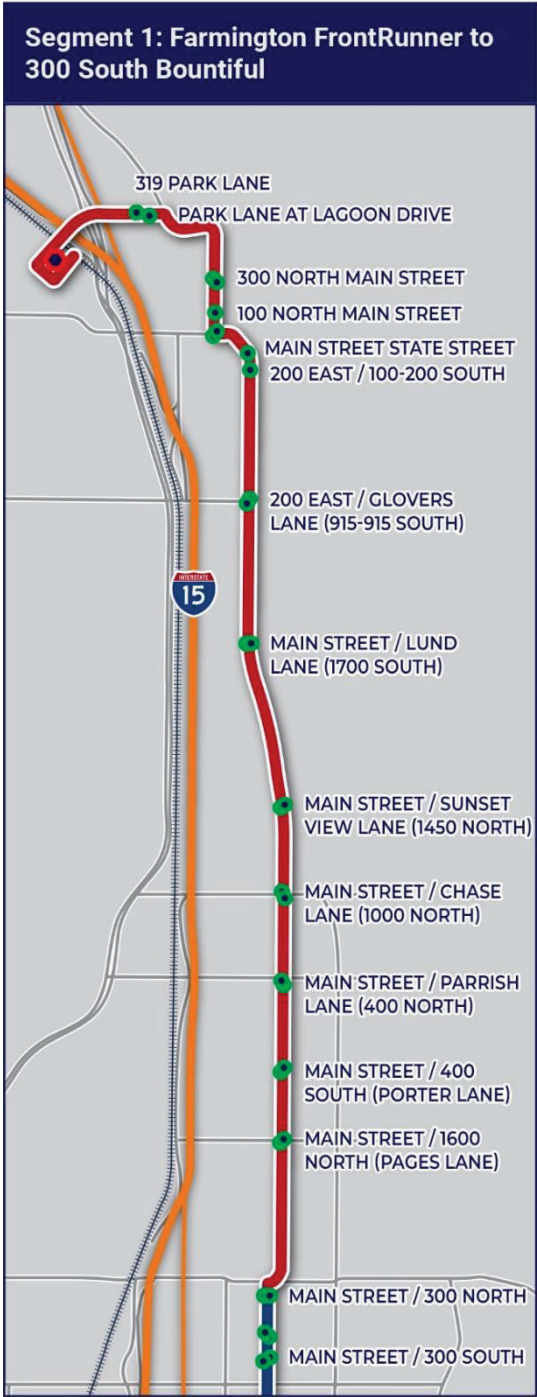 Segment 1: Farmington FrontRunner to
300 South Bountiful
319 PARK LANE
PARK LANE AT LAGOON DRIVE
300 NORTH MAIN STREET
100 NORTH MAIN STREET
MAIN STREET STATE STREET
200 EAST / 100-200 SOUTH
200 EAST / GLOVERS
LANE (915-915 SOUTH)
INTERSTATE
15
MAIN STREET / LUND
LANE (1700 SOUTH)
MAIN STREET / SUNSET
VIEW LANE (1450 NORTH)
MAIN STREET / CHASE
LANE (1000 NORTH)
MAIN STREET / PARRISH
LANE (400 NORTH)
MAIN STREET / 400
SOUTH (PORTER LANE)
MAIN STREET / 1600
NORTH (PAGES LANE)
MAIN STREET / 300 NORTH
MAIN STREET / 300 SOUTH